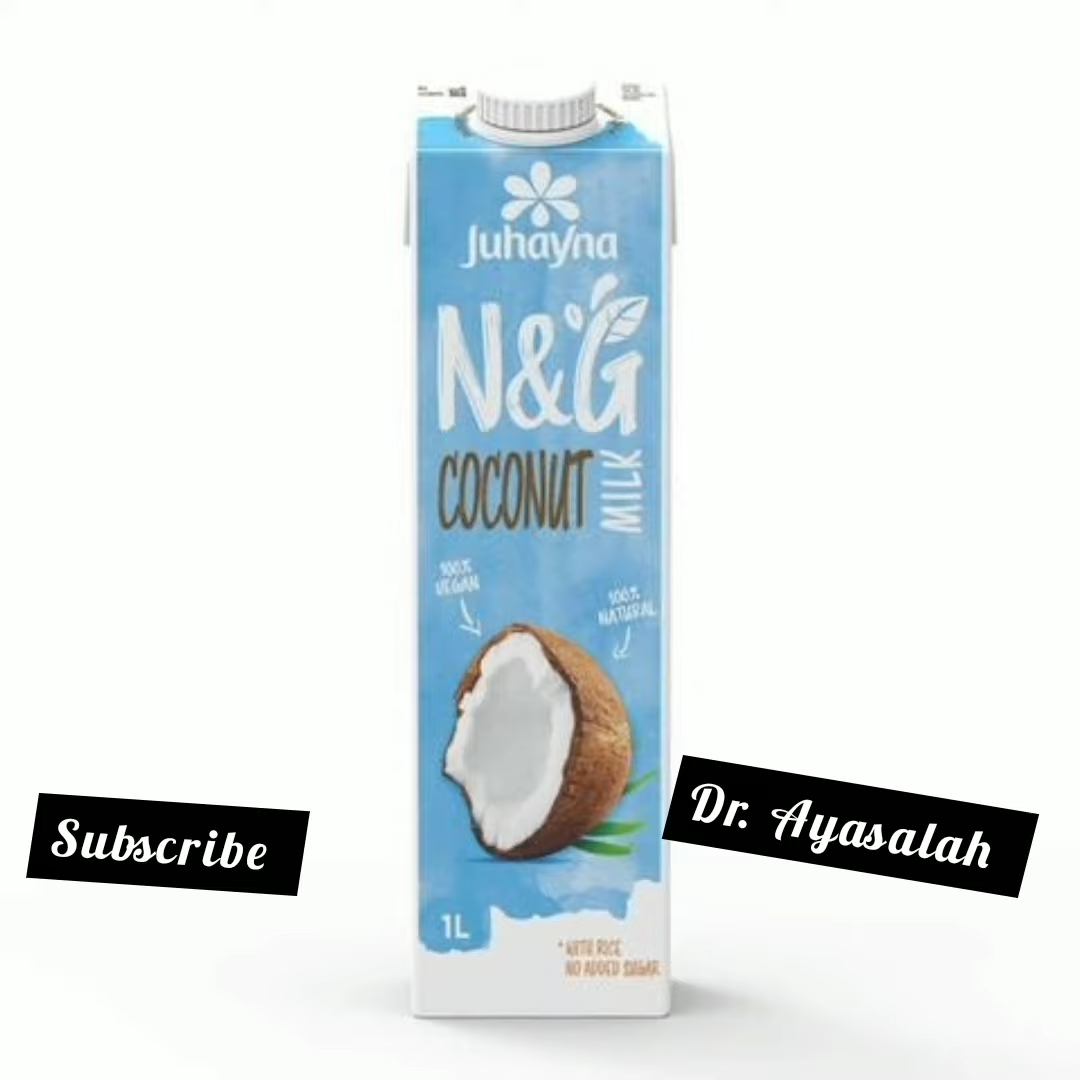 Juhayna
N&G
COCONUT
MILK
100%
VEGAN
100%
NATURAL
Subscribe
Dr. Ayasalah
1L
* WITH RICE
NO ADDED SUGAR